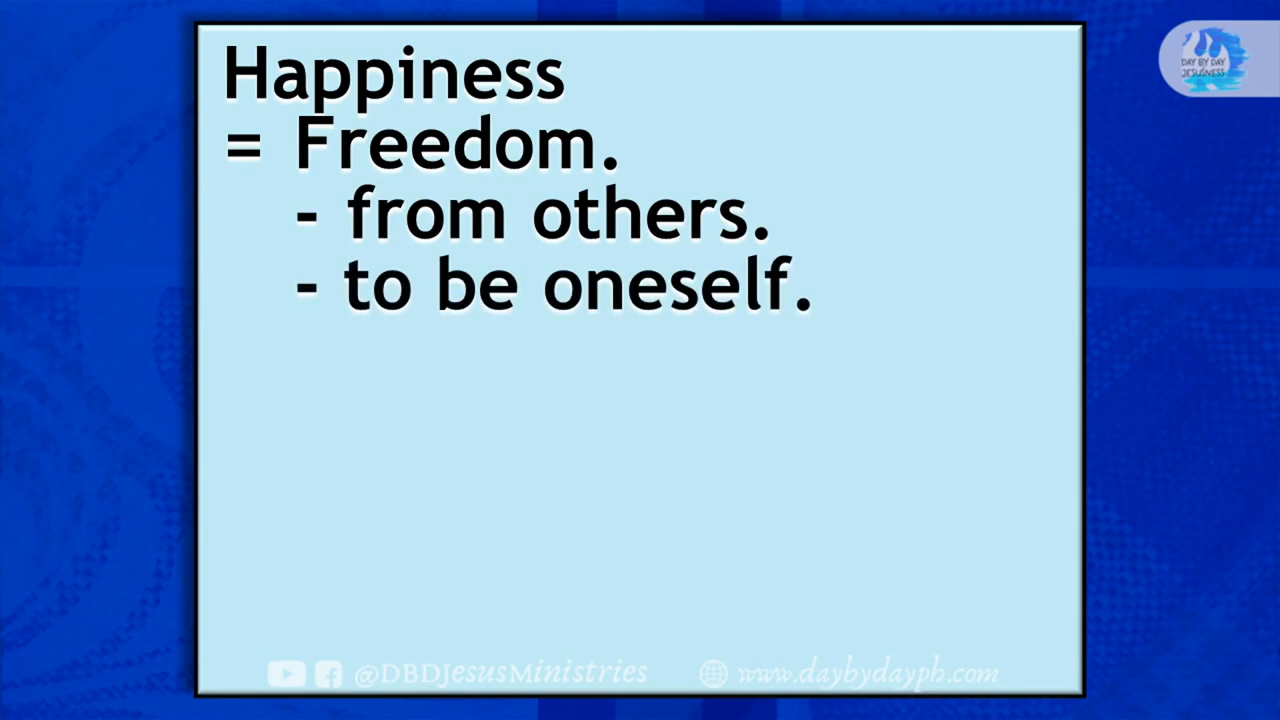 Happiness
= Freedom.
- from others.
- to be oneself.
DAY BY DAY
JESUSNESS
@DBDJesusMinistries
www.daybydayph.com